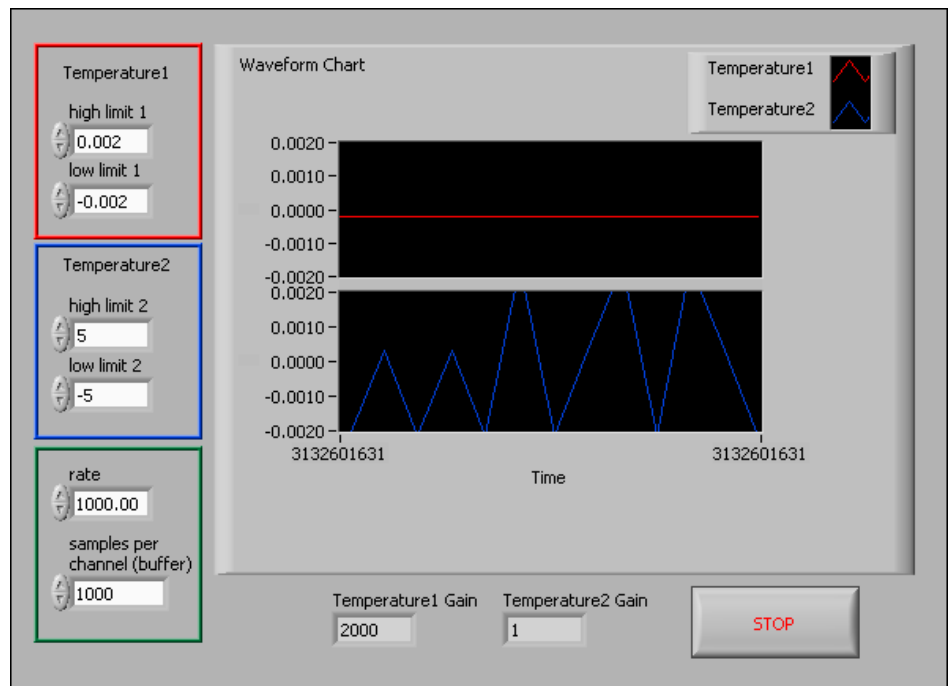 Temperature1
high limit 1
0.002
low limit 1
-0.002
Temperature2
high limit 2
5
low limit 2
-5
rate
1000.00
samples per
channel (buffer)
1000
Waveform Chart
Temperature1
Temperature2
0.0020
0.0010
0.0000
-0.0010
-0.0020
0.0020
0.0010
0.0000
-0.0010
-0.0020
3132601631 3132601631
Time
Temperature1 Gain Temperature2 Gain
2000 1
STOP